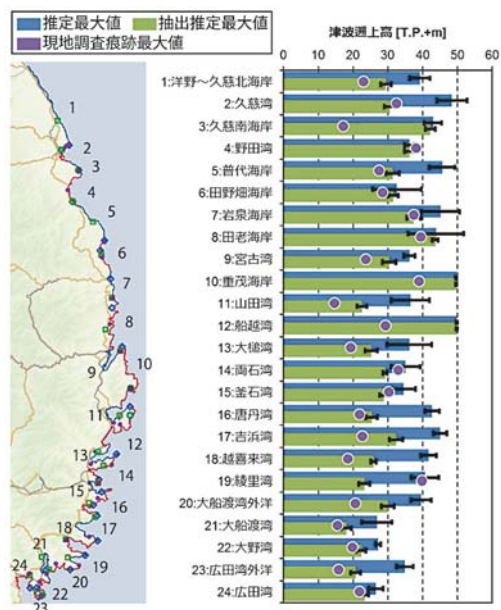 推定最大値 抽出推定最大値
現地調査痕跡最大値
津波遡上高 [T.P.+m]
0 10 20 30 40 50 60
1:洋野~久慈北海岸
2:久慈湾
3:久慈南海岸
4:野田湾
5:普代海岸
6:田野畑海岸
7:岩泉海岸
8:田老海岸
9:宮古湾
10:重茂海岸
11:山田湾
12:船越湾
13:大槌湾
14:両石湾
15:釜石湾
16:唐丹湾
17:吉浜湾
18:越喜来湾
19:綾里湾
20:大船渡湾外洋
21:大船渡湾
22:大野湾
23:広田湾外洋
24:広田湾
1
2
3
4
5
6
7
8
9
10
11
12
13
14
15
16
17
18
19
20
21
22
23
24